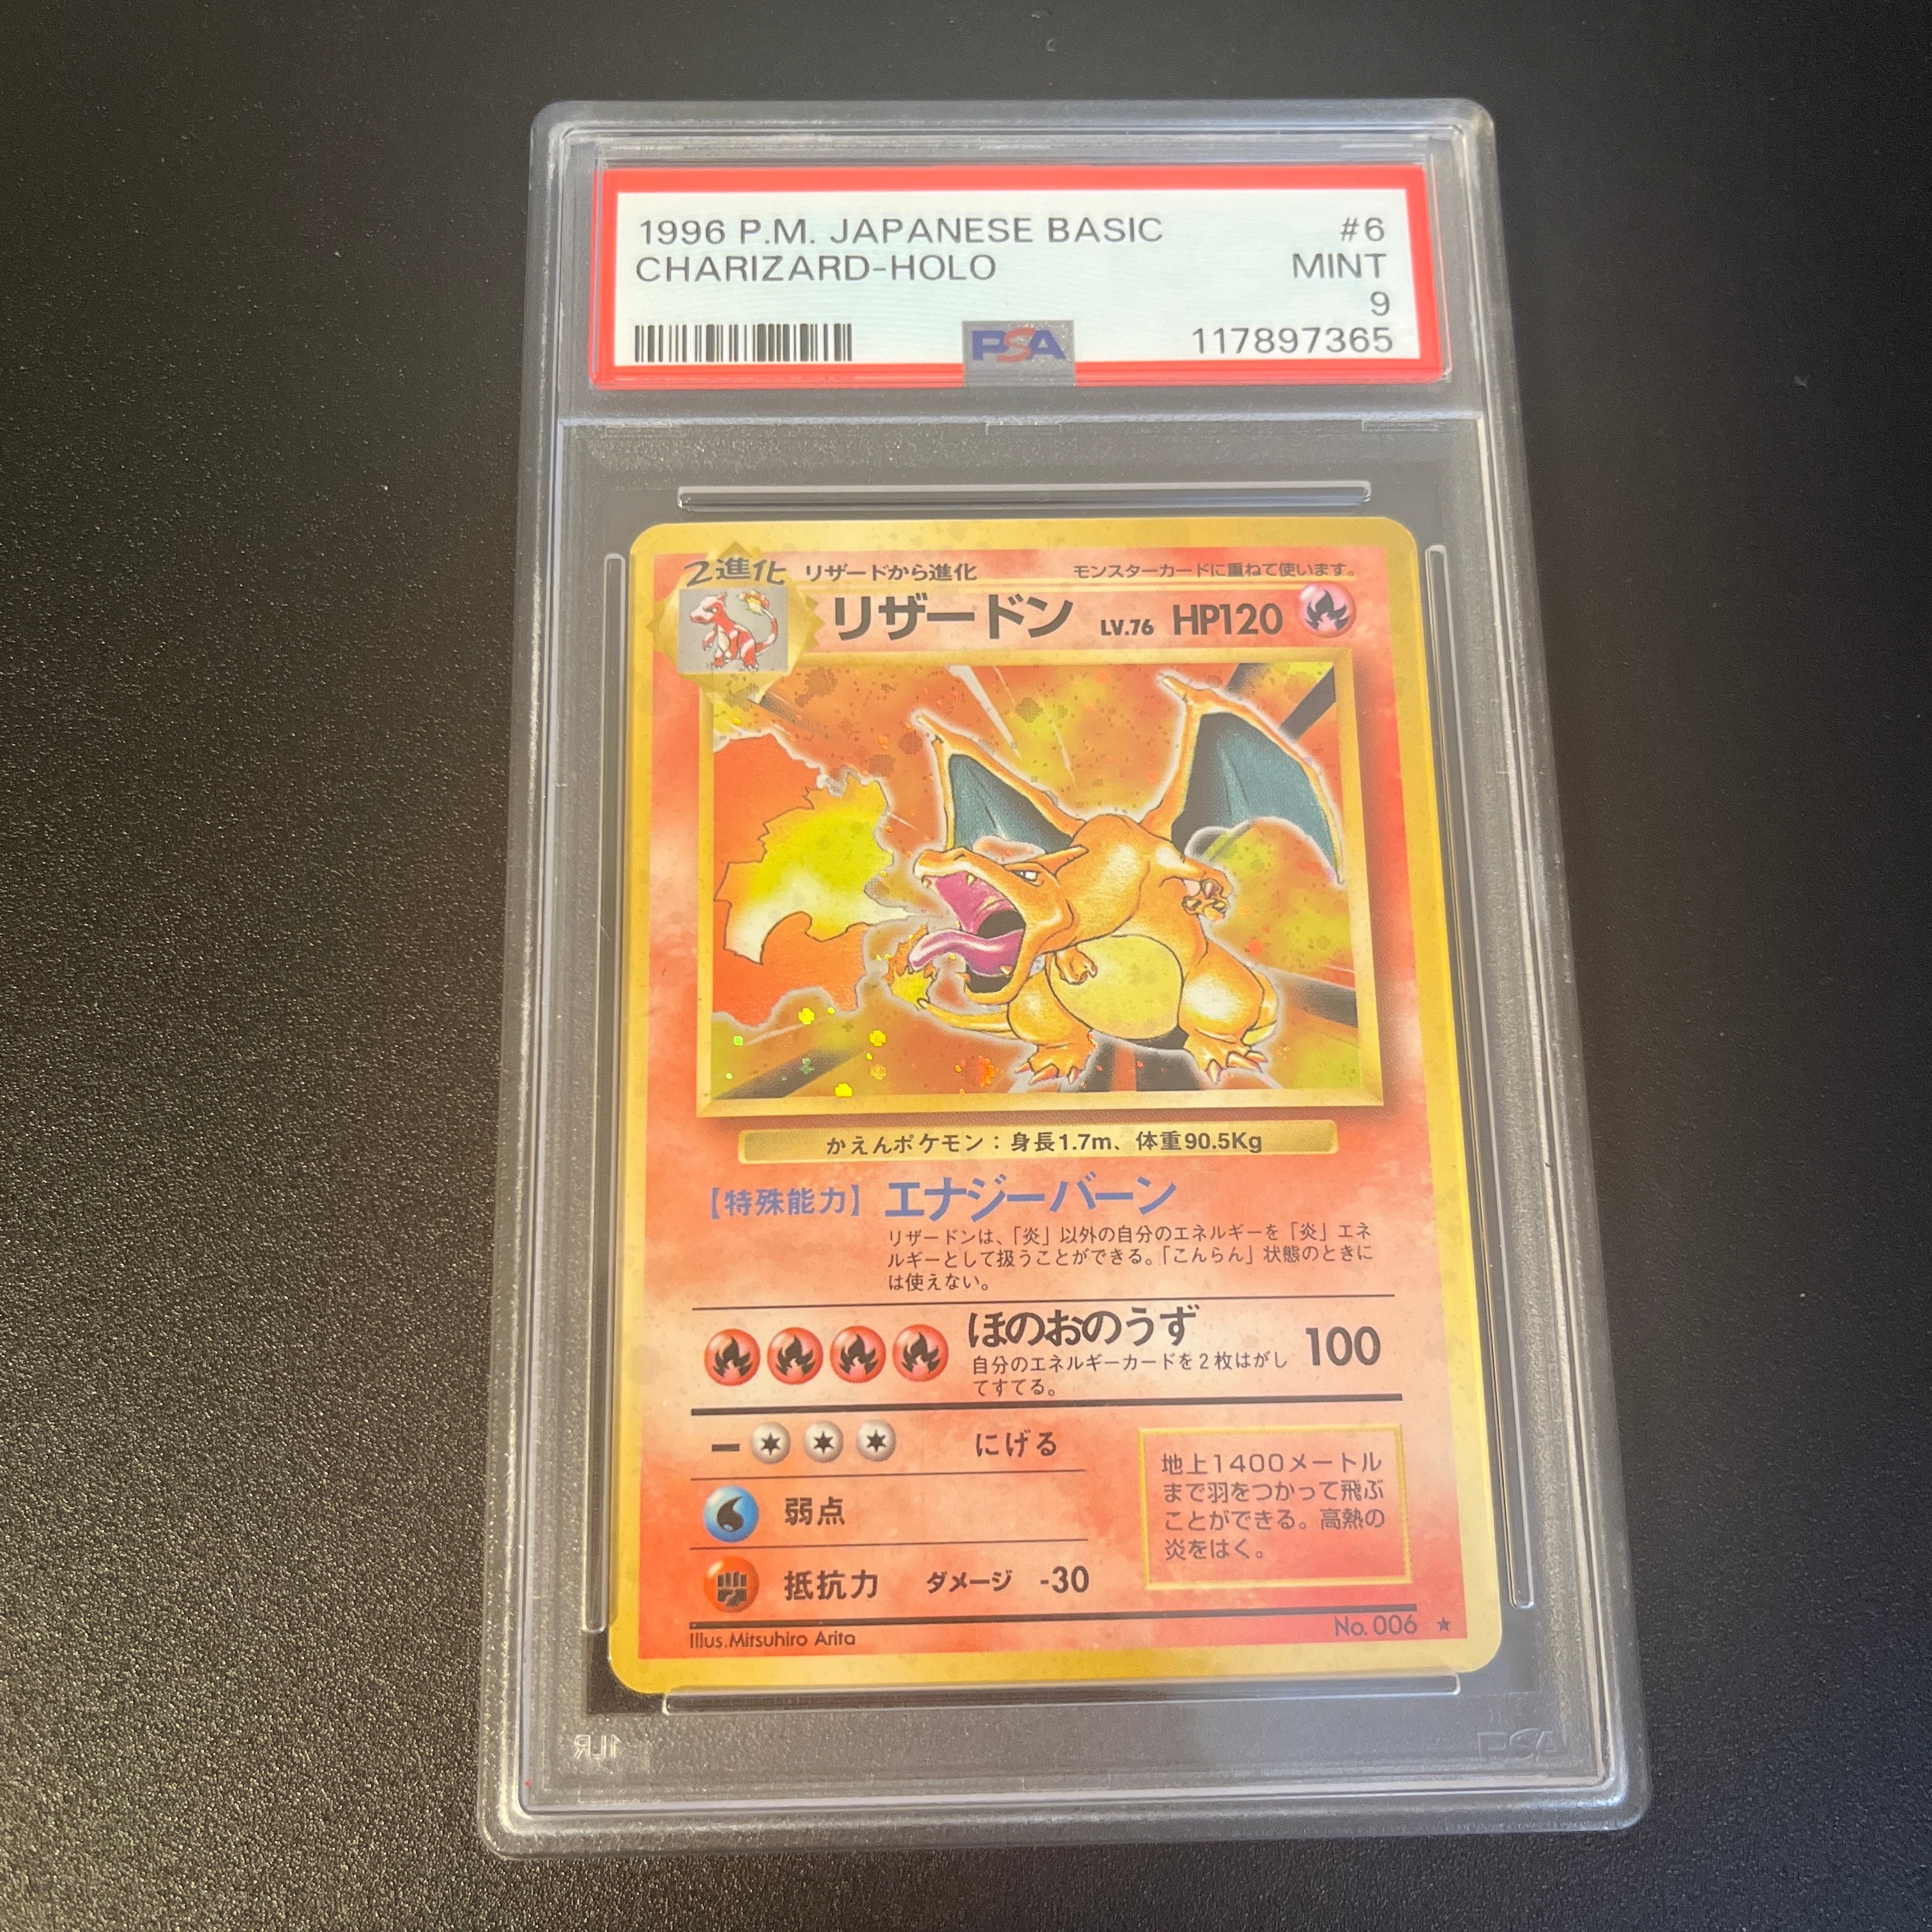 1996 P.M. JAPANESE BASIC #6
CHARIZARD-HOLO MINT
9
PSA 117897365
2進化 リザードから進化 モンスターカードに重ねて使います。
リザードン LV.76 HP120
かえんポケモン:身長1.7m、体重90.5Kg
【特殊能力】 エナジーバーン
リザードンは、「炎」以外の自分のエネルギーを「炎」エネ
ルギーとして扱うことができる。「こんらん」状態のときに
は使えない。
ほのおのうず 100
自分のエネルギーカードを2枚はがし
てすてる。
にげる
弱点
抵抗力 ダメージ -30
地上1400メートル
まで羽をつかって飛ぶ
ことができる。高熱の
炎をはく。
Illus.Mitsuhiro Arita No.006 ★
PSA